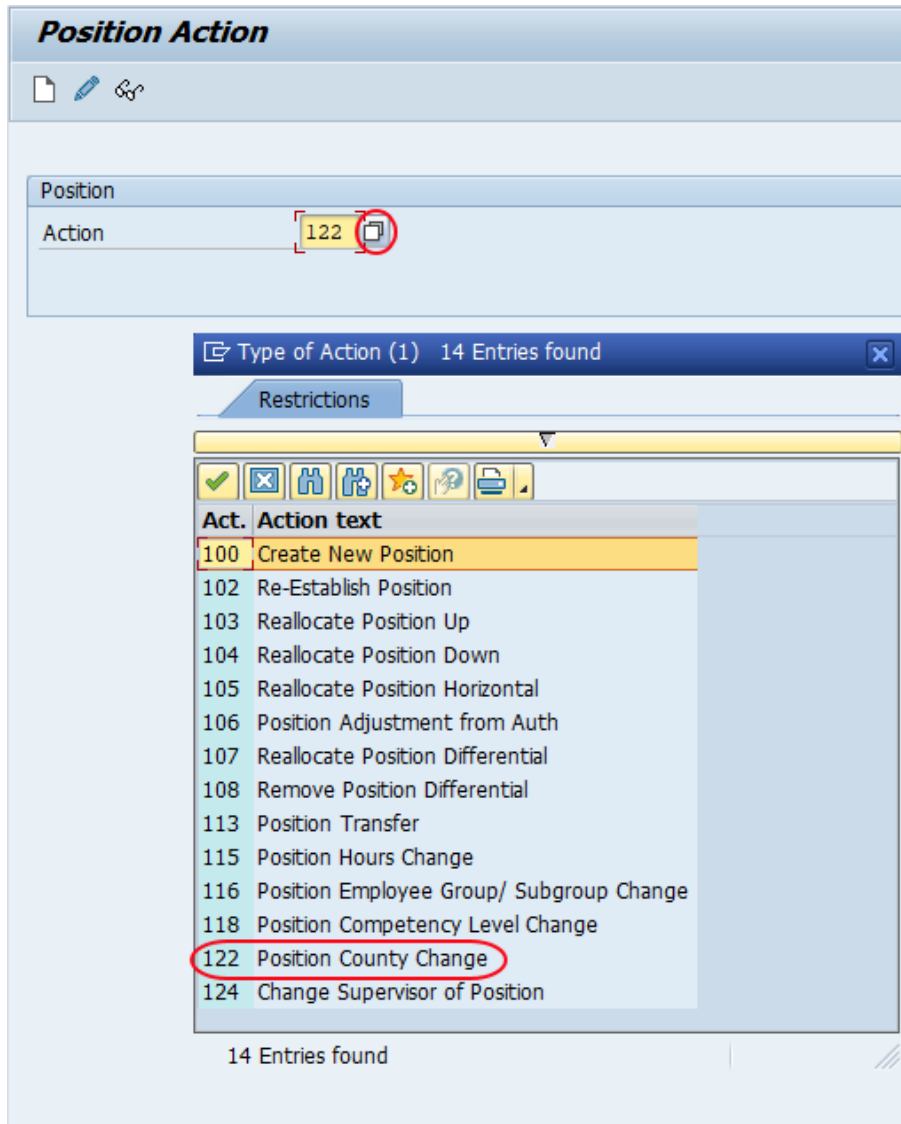 Position Action
Position
Action 122
Type of Action (1) 14 Entries found
Restrictions
Act. Action text
100 Create New Position
102 Re-Establish Position
103 Reallocate Position Up
104 Reallocate Position Down
105 Reallocate Position Horizontal
106 Position Adjustment from Auth
107 Reallocate Position Differential
108 Remove Position Differential
113 Position Transfer
115 Position Hours Change
116 Position Employee Group/ Subgroup Change
118 Position Competency Level Change
122 Position County Change
124 Change Supervisor of Position
14 Entries found